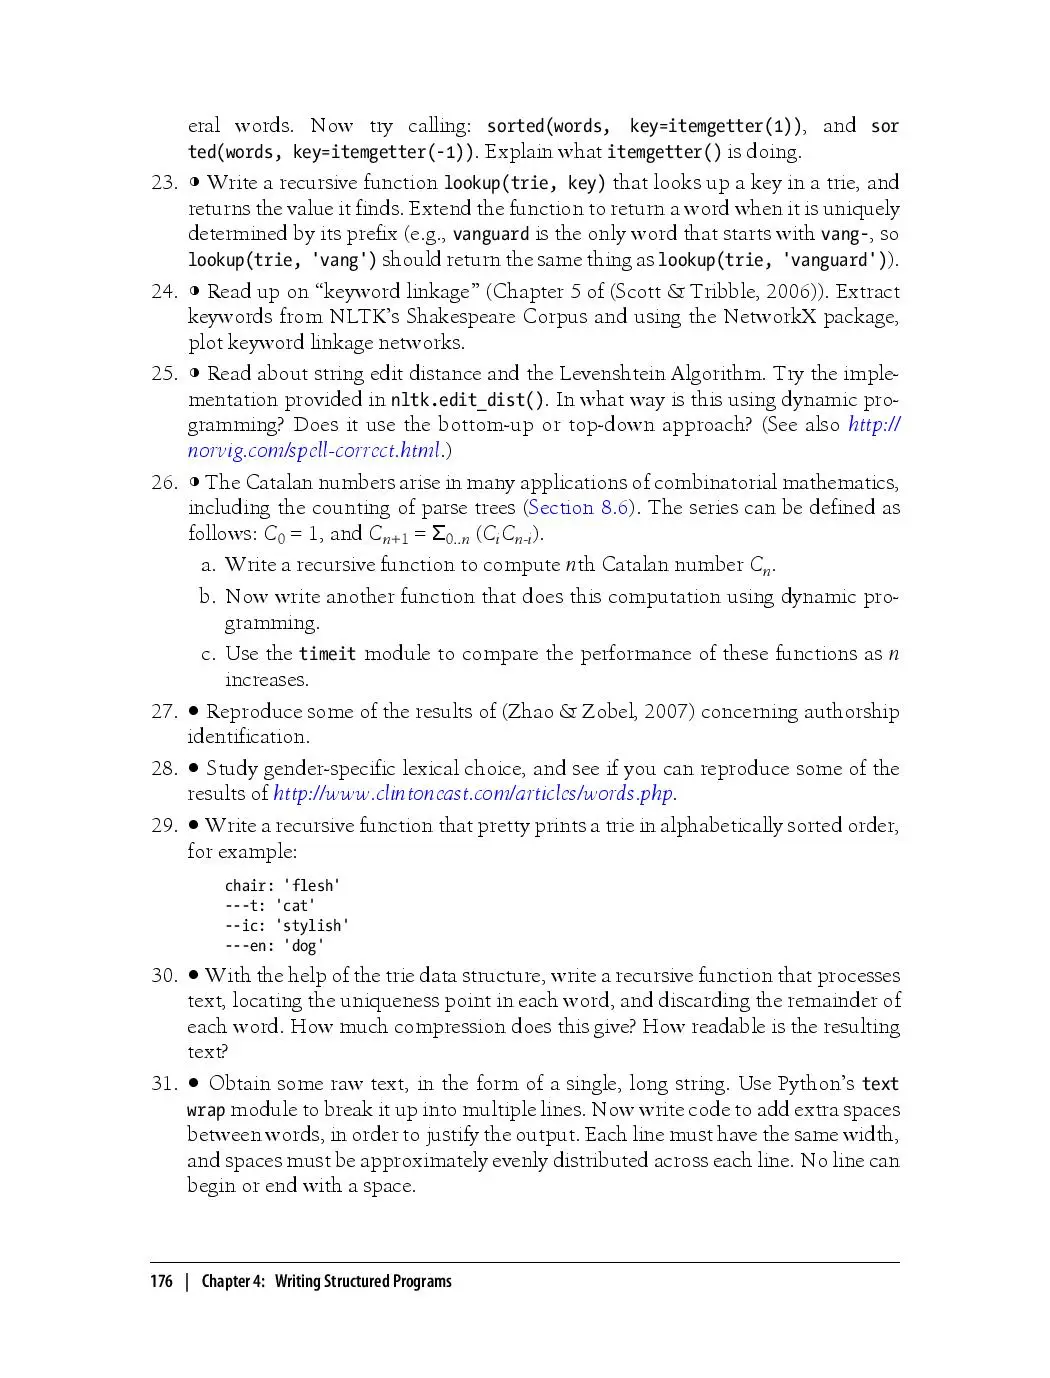 eral words. Now try calling: sorted(words, key=itemgetter(1)), and sor
ted(words, key=itemgetter(-1)). Explain what itemgetter() is doing.
23. ◑ Write a recursive function lookup(trie, key) that looks up a key in a trie, and
returns the value it finds. Extend the function to return a word when it is uniquely
determined by its prefix (e.g., vanguard is the only word that starts with vang-, so
lookup(trie, 'vang') should return the same thing as lookup(trie, 'vanguard')).
24. ◑ Read up on “keyword linkage” (Chapter 5 of (Scott & Tribble, 2006)). Extract
keywords from NLTK’s Shakespeare Corpus and using the NetworkX package,
plot keyword linkage networks.
25. ◑ Read about string edit distance and the Levenshtein Algorithm. Try the imple-
mentation provided in nltk.edit_dist(). In what way is this using dynamic pro-
gramming? Does it use the bottom-up or top-down approach? (See also http://
norvig.com/spell-correct.html.)
26. ◑ The Catalan numbers arise in many applications of combinatorial mathematics,
including the counting of parse trees (Section 8.6). The series can be defined as
follows: C0 = 1, and Cn+1 = Σ0..n (CiCn-i).
a. Write a recursive function to compute nth Catalan number Cn.
b. Now write another function that does this computation using dynamic pro-
gramming.
c. Use the timeit module to compare the performance of these functions as n
increases.
27. ● Reproduce some of the results of (Zhao & Zobel, 2007) concerning authorship
identification.
28. ● Study gender-specific lexical choice, and see if you can reproduce some of the
results of http://www.clintoneast.com/articles/words.php.
29. ● Write a recursive function that pretty prints a trie in alphabetically sorted order,
for example:
chair: 'flesh'
---t: 'cat'
--ic: 'stylish'
---en: 'dog'
30. ● With the help of the trie data structure, write a recursive function that processes
text, locating the uniqueness point in each word, and discarding the remainder of
each word. How much compression does this give? How readable is the resulting
text?
31. ● Obtain some raw text, in the form of a single, long string. Use Python’s text
wrap module to break it up into multiple lines. Now write code to add extra spaces
between words, in order to justify the output. Each line must have the same width,
and spaces must be approximately evenly distributed across each line. No line can
begin or end with a space.
176 | Chapter 4: Writing Structured Programs